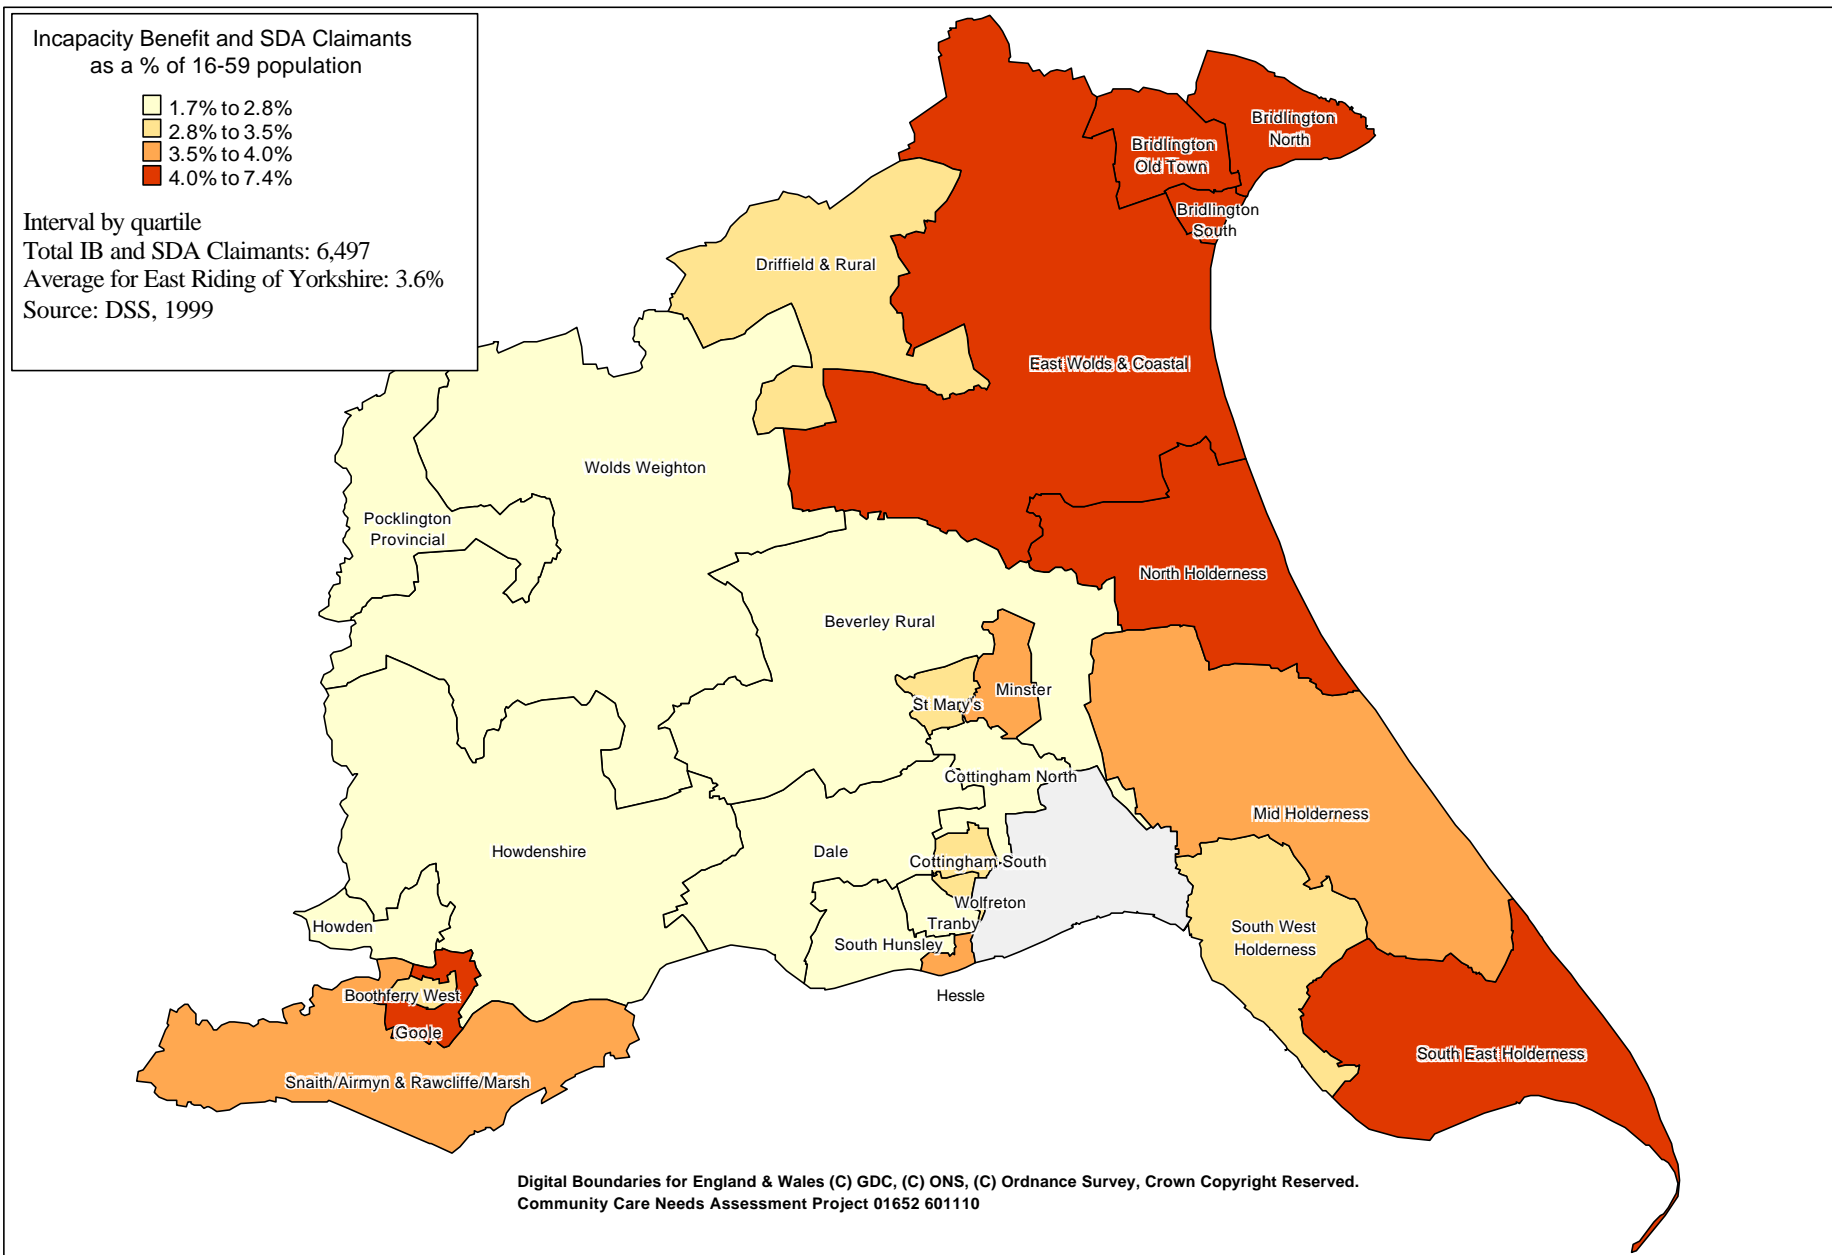 Incapacity Benefit and SDA Claimants
as a % of 16-59 population
1.7% to 2.8%
2.8% to 3.5%
3.5% to 4.0%
4.0% to 7.4%
Interval by quartile
Total IB and SDA Claimants: 6,497
Average for East Riding of Yorkshire: 3.6%
Source: DSS, 1999
Bridlington
North
Bridlington
Old Town
Bridlington
South
Driffield & Rural
East Wolds & Coastal
Wolds Weighton
Pocklington
Provincial
North Holderness
Beverley Rural
Minster
St Mary's
Cottingham North
Mid Holderness
Howdenshire
Dale
Cottingham South
Wolfreton
Tranby
Howden
South Hunsley
South West
Holderness
Boothferry West
Hessle
Goole
South East Holderness
Snaith/Airmyn & Rawcliffe/Marsh
Digital Boundaries for England & Wales (C) GDC, (C) ONS, (C) Ordnance Survey, Crown Copyright Reserved.
Community Care Needs Assessment Project 01652 601110